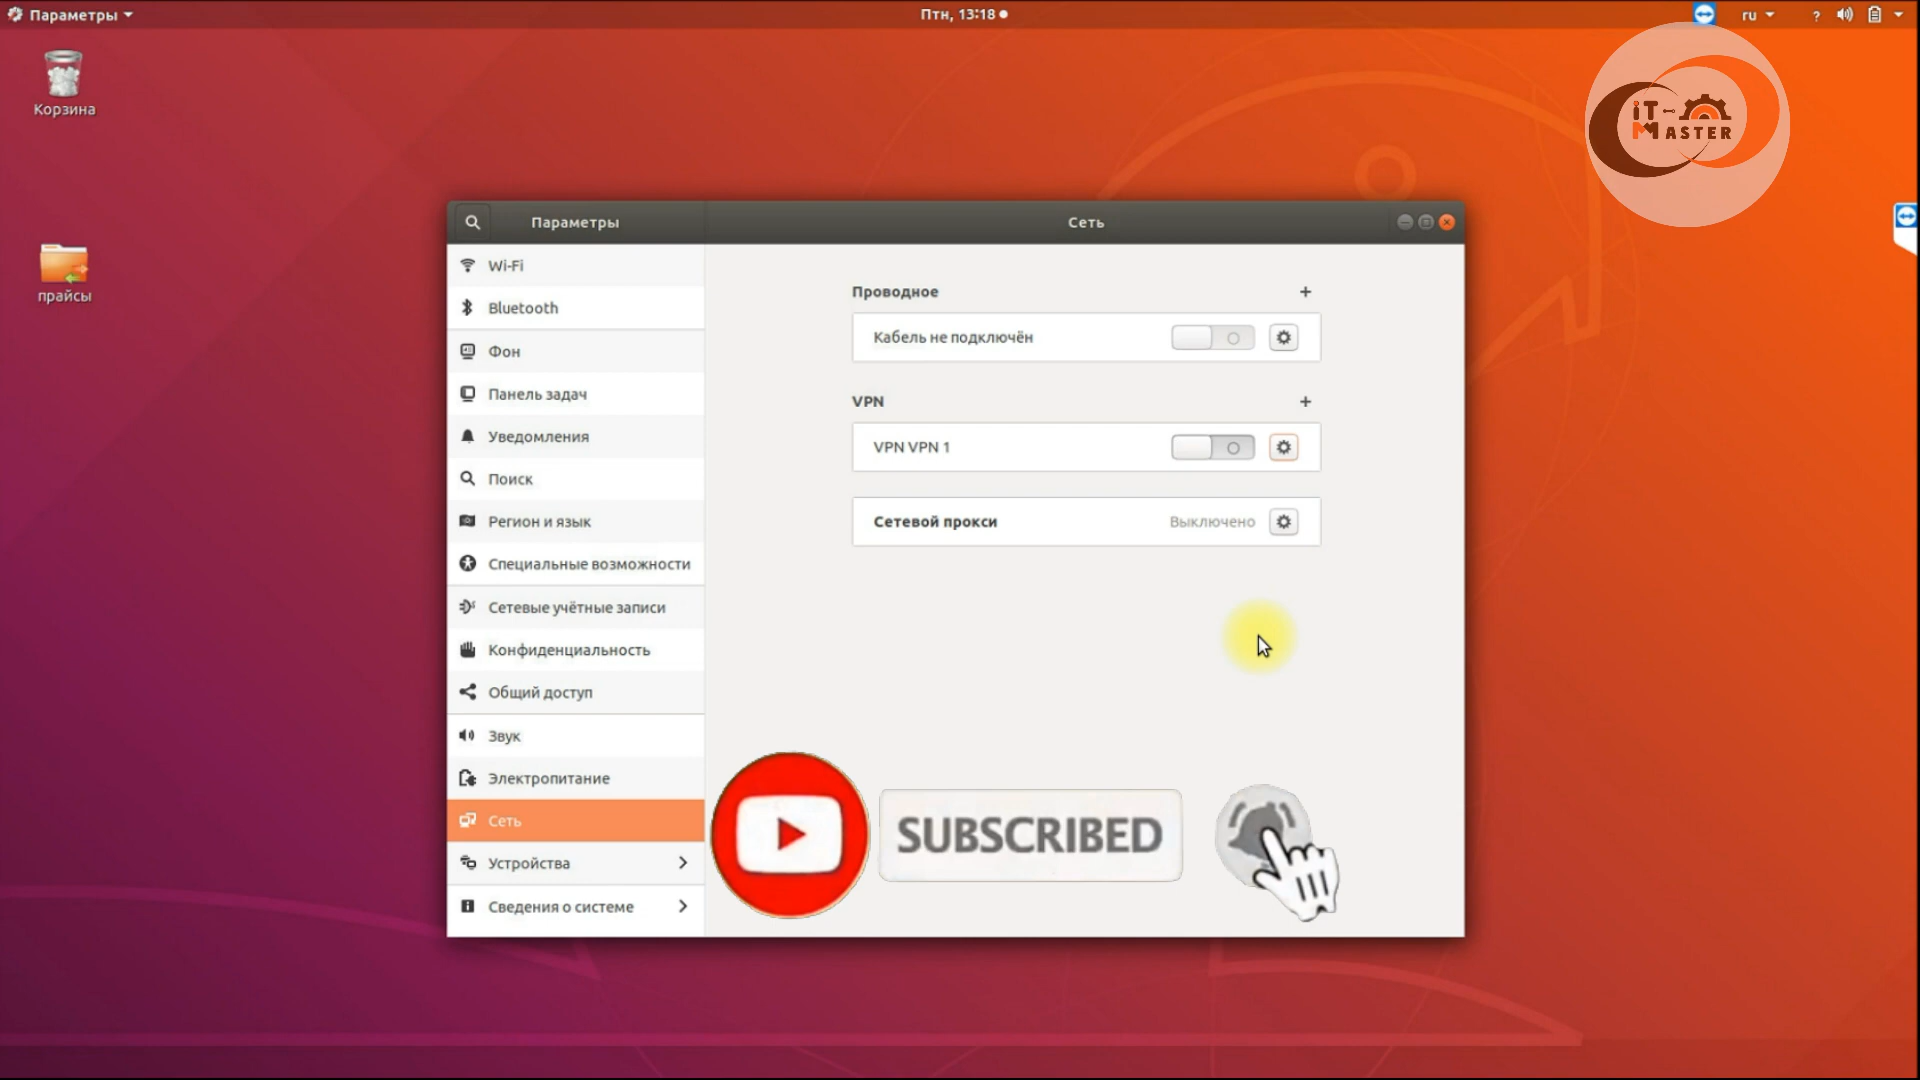 Параметры
Птн, 13:18
ru
?
Корзина
прайсы
iT-
MASTER
Параметры
Сеть
Wi-Fi
Bluetooth
Фон
Панель задач
Уведомления
Поиск
Регион и язык
Специальные возможности
Сетевые учётные записи
Конфиденциальность
Общий доступ
Звук
Электропитание
Сеть
Устройства
Сведения о системе
Проводное
Кабель не подключён
VPN
VPN VPN 1
Сетевой прокси
Выключено
SUBSCRIBED